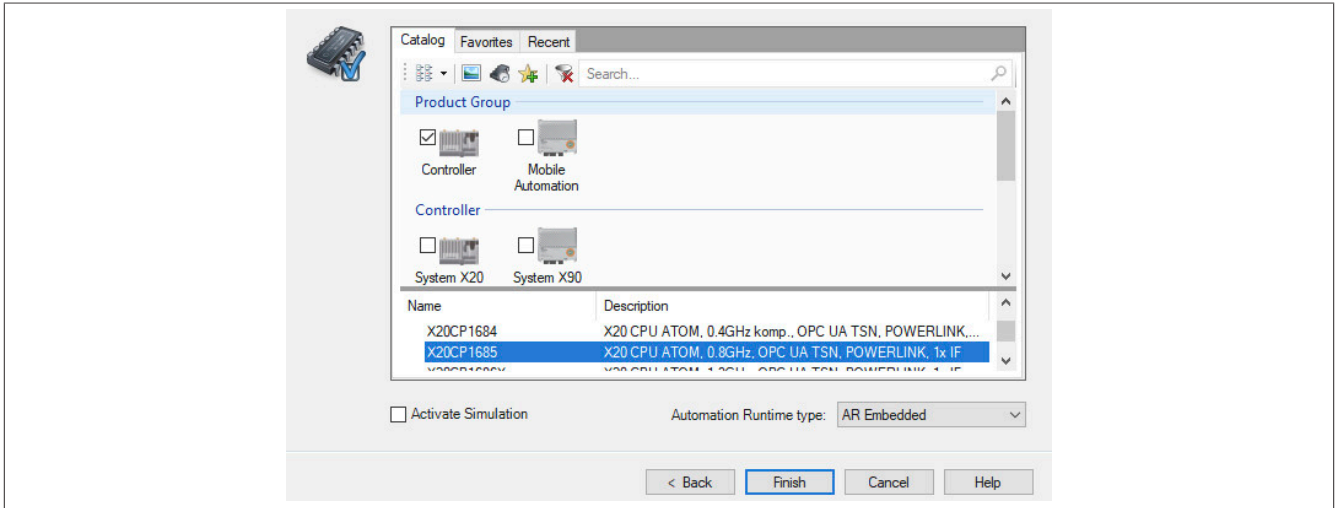 Catalog Favorites Recent
Search...
Product Group
Controller Mobile
Automation
Controller
System X20 System X90
Name Description
X20CP1684 X20 CPU ATOM, 0.4GHz komp., OPC UA TSN, POWERLINK,...
X20CP1685 X20 CPU ATOM, 0.8GHz, OPC UA TSN, POWERLINK, 1x IF
Activate Simulation Automation Runtime type: AR Embedded
< Back Finish Cancel Help